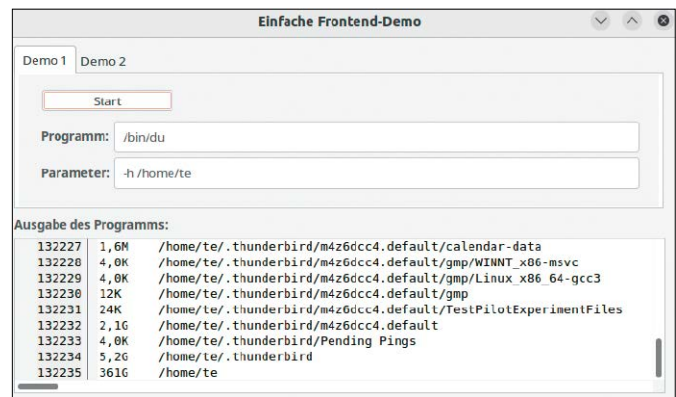 Einfache Frontend-Demo
Demo 1 Demo 2
Start
Programm: /bin/du
Parameter: -h /home/te
Ausgabe des Programms:
132227 1,6M /home/te/.thunderbird/m4z6dcc4.default/calendar-data
132228 4,0K /home/te/.thunderbird/m4z6dcc4.default/gmp/WINNT_x86-msvc
132229 4,0K /home/te/.thunderbird/m4z6dcc4.default/gmp/Linux_x86_64-gcc3
132230 12K /home/te/.thunderbird/m4z6dcc4.default/gmp
132231 24K /home/te/.thunderbird/m4z6dcc4.default/TestPilotExperimentFiles
132232 2,1G /home/te/.thunderbird/m4z6dcc4.default
132233 4,0K /home/te/.thunderbird/Pending Pings
132234 5,2G /home/te/.thunderbird
132235 361G /home/te